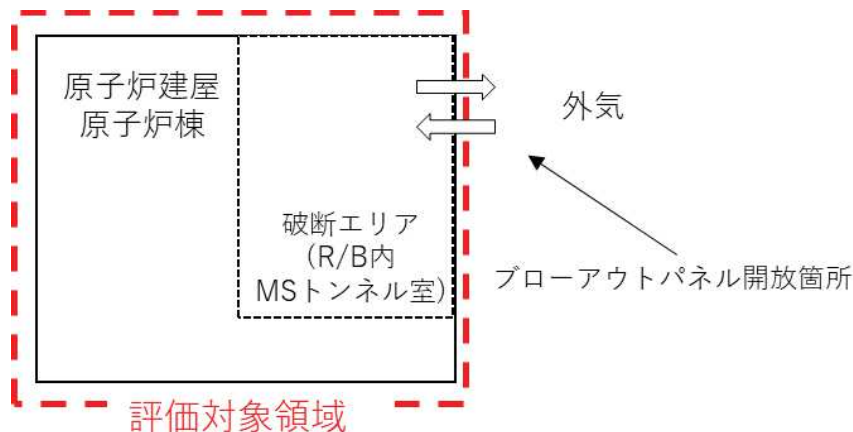 原子炉建屋
原子炉棟
外気
破断エリア
(R/B内
MSトンネル室)
ブローアウトパネル開放箇所
評価対象領域